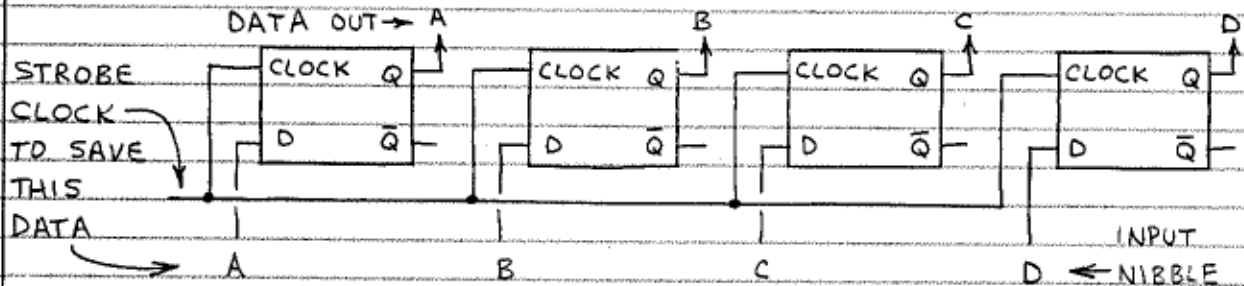 DATA OUT → A
B
C
D
STROBE
CLOCK
TO SAVE
THIS
DATA
CLOCK Q
D Q̅
CLOCK Q
D Q̅
CLOCK Q
D Q̅
CLOCK Q
D Q̅
A
B
C
D
INPUT
← NIBBLE